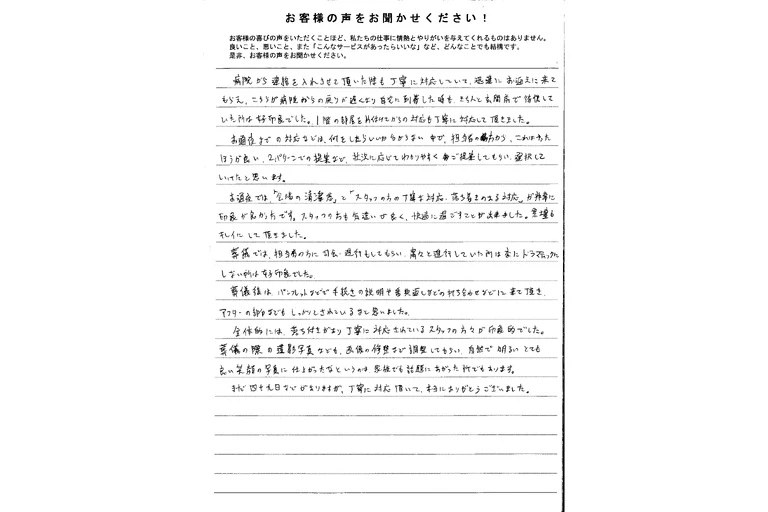 お客様の声をお聞かせください！
お客様の喜びの声をいただくことほど、私たちの仕事に情熱とやりがいを与えてくれるものはありません。
良いこと、悪いこと、また「こんなサービスがあったらいいな」など、どんなことでも結構です。
是非、お客様の声をお聞かせください。
病院から連絡を入れさせて頂いた時も丁寧に対応していて、迅速にお迎えに来て
もらえ、こちらが病院からの戻りが遅くなり自宅に到着した時も、きちんと玄関前で待機して
いた所は好印象でした。1階の部屋を片付けてからの対応も丁寧に対応して頂きました。
お通夜までの対応などは、何をしたらいいか分からない中で、担当者の方から、これはあった
ほうが良い、2パターンでの提案など、状況に応じてわかりやすくご提案してもらい、選択して
いけたと思います。
お通夜では、「会場の清潔感」と「スタッフの方の丁寧な対応・落ち着きのある対応」が非常に
印象が良かったです。スタッフの方も気遣いが良く、快適に過ごすことが出来ました。祭壇も
キレイにして頂きました。
葬儀では、担当者の方に司会・進行もしてもらい、粛々と進行していた所は変にドラマチックに
しない所は好印象でした。
葬儀後は、パンフレットなどで手続きの説明や香典返しなどの打ち合わせなどに来て頂き、
アフターの部分などもしっかりしされているなと思いました。
全体的には、落ち付きがあり丁寧に対応されているスタッフの方々が印象的でした。
葬儀の際の遺影写真なども、画像の修整など調整してもらい、自然で明るいとても
良い笑顔の写真に仕上がったなというのは家族でも話題にあがった所でもあります。
まだ四十九日などがありますが、丁寧に対応頂いて、本当にありがとうございました。